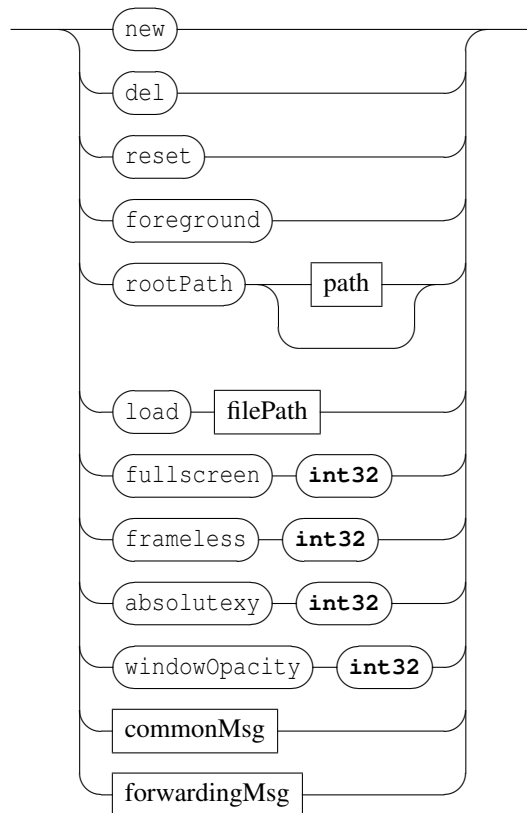 new
del
reset
foreground
rootPath path
load filePath
fullscreen int32
frameless int32
absolutexy int32
windowOpacity int32
commonMsg
forwardingMsg